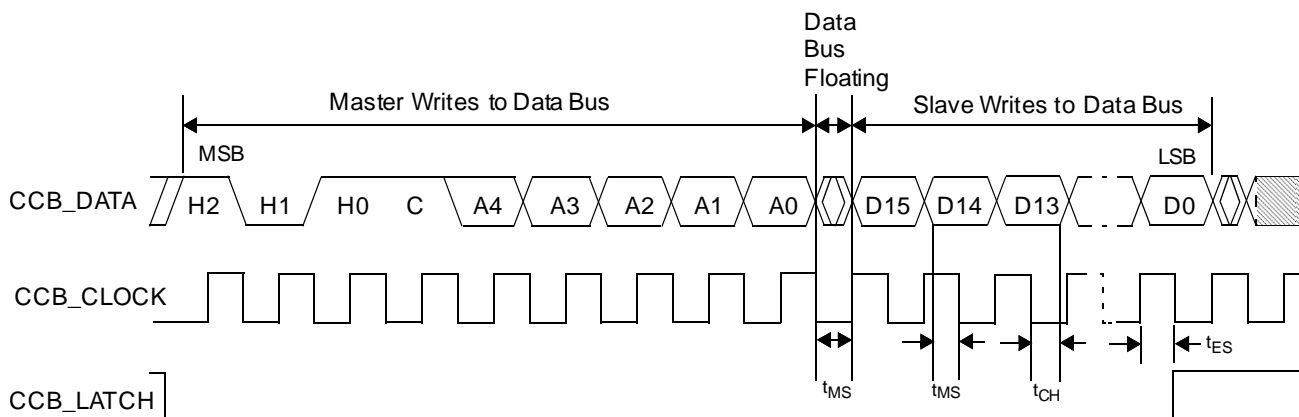 Data
Bus
Floating
Master Writes to Data Bus
Slave Writes to Data Bus
MSB
LSB
CCB_DATA
H2 H1 H0 C A4 A3 A2 A1 A0 D15 D14 D13 D0
CCB_CLOCK
tMS tMS tCH tES
CCB_LATCH